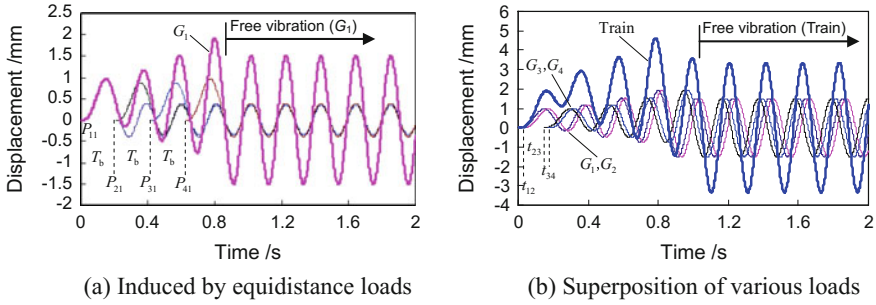 2.5
2
1.5
1
0.5
0
-0.5
-1
-1.5
-2
Displacement /mm
G1
Free vibration (G1)
P11
Tb Tb Tb
P21 P31 P41
0 0.4 0.8 1.2 1.6 2
Time /s
(a) Induced by equidistance loads
6
5
4
3
2
1
0
-1
-2
-3
-4
Displacement /mm
Train
Free vibration (Train)
G3,G4
t23
t34
t12
G1,G2
0 0.4 0.8 1.2 1.6 2
Time /s
(b) Superposition of various loads